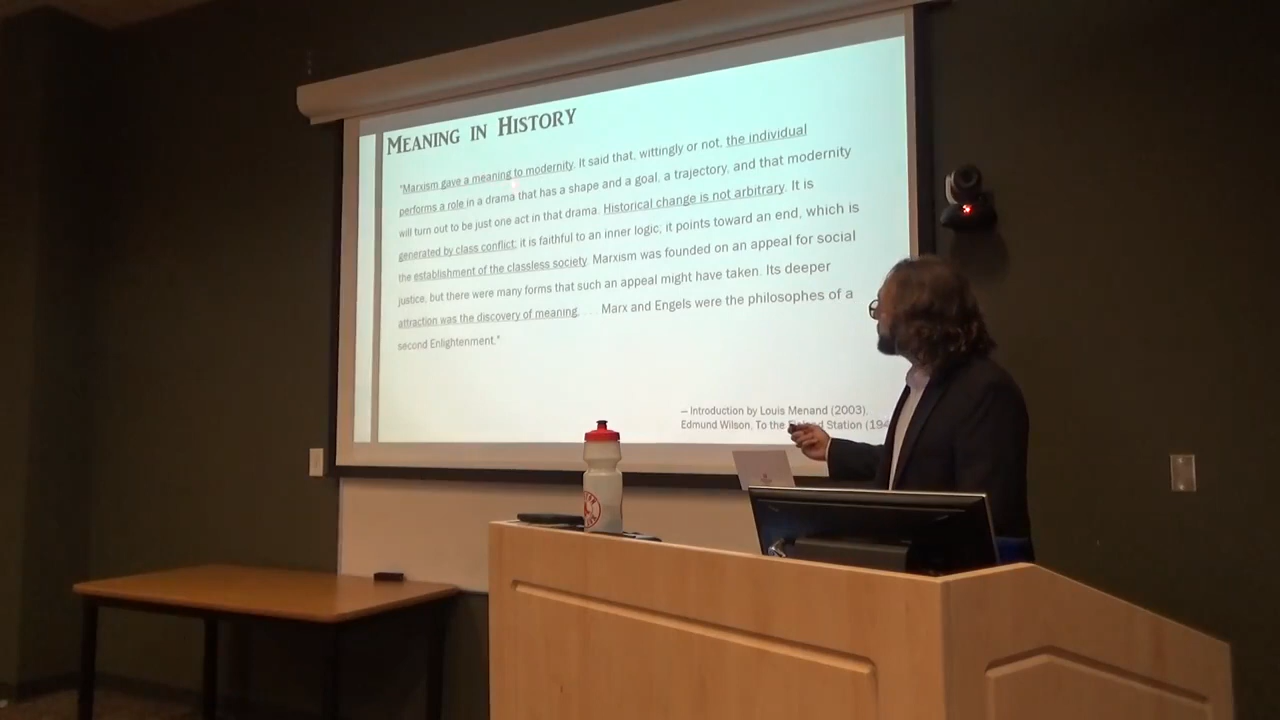 MEANING IN HISTORY
"Marxism gave a meaning to modernity. It said that, wittingly or not, the individual
performs a role in a drama that has a shape and a goal, a trajectory, and that modernity
will turn out to be just one act in that drama. Historical change is not arbitrary. It is
generated by class conflict; it is faithful to an inner logic; it points toward an end, which is
the establishment of the classless society. Marxism was founded on an appeal for social
justice, but there were many forms that such an appeal might have taken. Its deeper
attraction was the discovery of meaning. . . . Marx and Engels were the philosophes of a
second Enlightenment."
— Introduction by Louis Menand (2003).
Edmund Wilson, To the Station (194